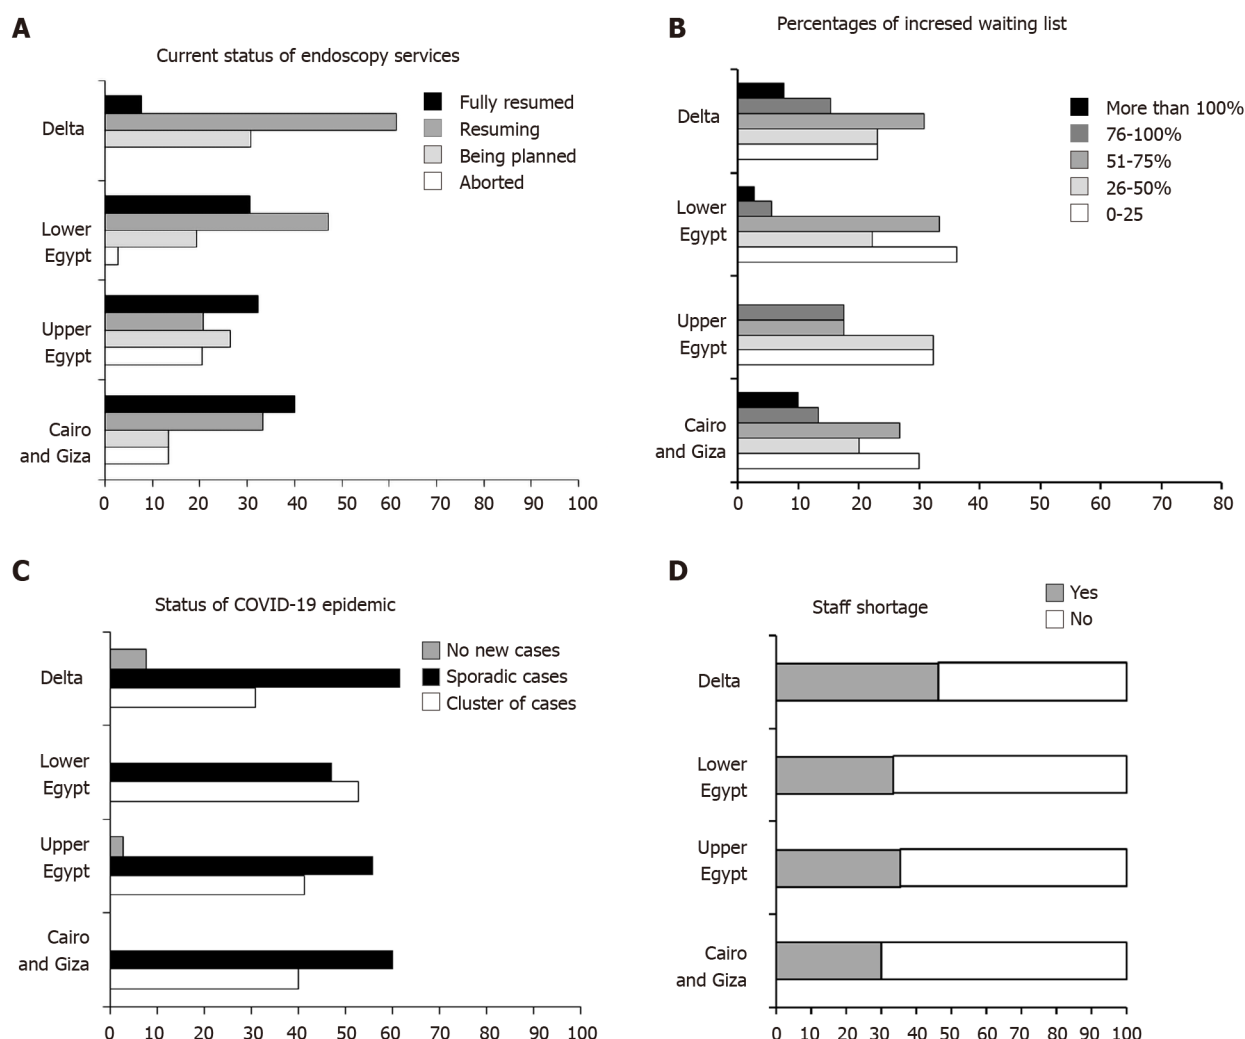 A
Current status of endoscopy services
Fully resumed
Resuming
Being planned
Aborted
Delta
Lower
Egypt
Upper
Egypt
Cairo
and Giza
0 10 20 30 40 50 60 70 80 90 100
B
Percentages of incresed waiting list
More than 100%
76-100%
51-75%
26-50%
0-25
Delta
Lower
Egypt
Upper
Egypt
Cairo
and Giza
0 10 20 30 40 50 60 70 80
C
Status of COVID-19 epidemic
No new cases
Sporadic cases
Cluster of cases
Delta
Lower
Egypt
Upper
Egypt
Cairo
and Giza
0 10 20 30 40 50 60 70 80 90 100
D
Staff shortage
Yes
No
Delta
Lower
Egypt
Upper
Egypt
Cairo
and Giza
0 10 20 30 40 50 60 70 80 90 100